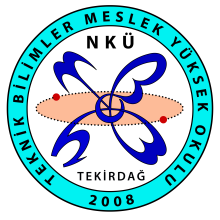 TEKNİK BİLİMLER MESLEK YÜKSEK OKULU
NKÜ
TEKİRDAĞ
2008